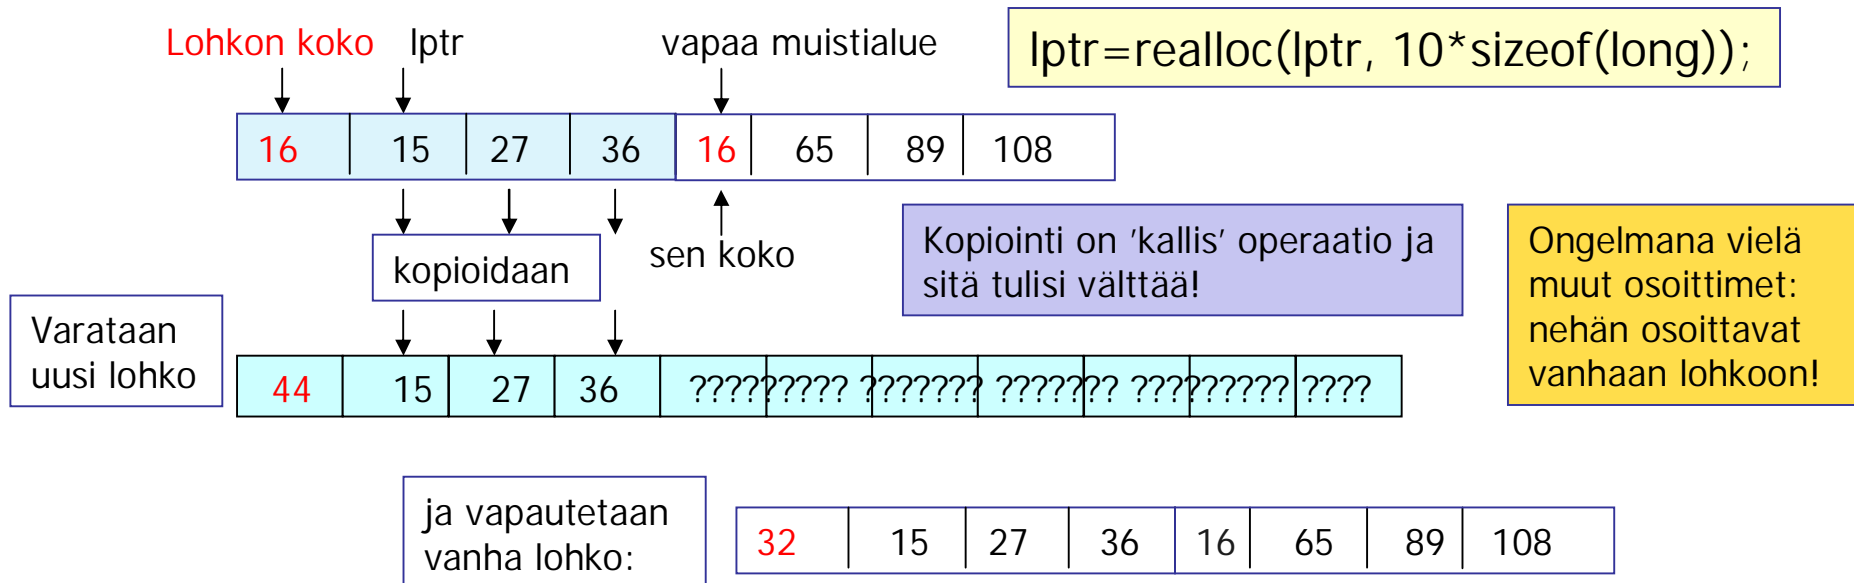 Lohkon koko lptr vapaa muistialue
lptr=realloc(lptr, 10*sizeof(long));
16 15 27 36 16 65 89 108
kopioidaan
sen koko
Kopiointi on 'kallis' operaatio ja
sitä tulisi välttää!
Ongelmana vielä
muut osoittimet:
nehän osoittavat
vanhaan lohkoon!
Varataan
uusi lohko
44 15 27 36 ????????? ??????? ??????? ????????? ????
ja vapautetaan
vanha lohko:
32 15 27 36 16 65 89 108